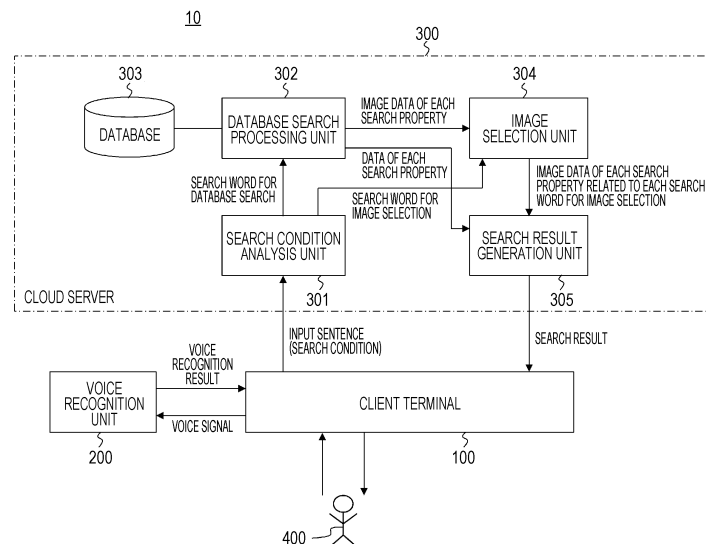 10
300
303
302
304
DATABASE
DATABASE SEARCH
PROCESSING UNIT
IMAGE DATA OF EACH
SEARCH PROPERTY
IMAGE
SELECTION UNIT
DATA OF EACH
SEARCH PROPERTY
SEARCH WORD FOR
DATABASE SEARCH
SEARCH WORD FOR
IMAGE SELECTION
IMAGE DATA OF EACH SEARCH
PROPERTY RELATED TO EACH SEARCH
WORD FOR IMAGE SELECTION
SEARCH CONDITION
ANALYSIS UNIT
SEARCH RESULT
GENERATION UNIT
CLOUD SERVER
301
305
INPUT SENTENCE
(SEARCH CONDITION)
SEARCH RESULT
VOICE
RECOGNITION
RESULT
VOICE
RECOGNITION
UNIT
VOICE SIGNAL
CLIENT TERMINAL
200
100
400